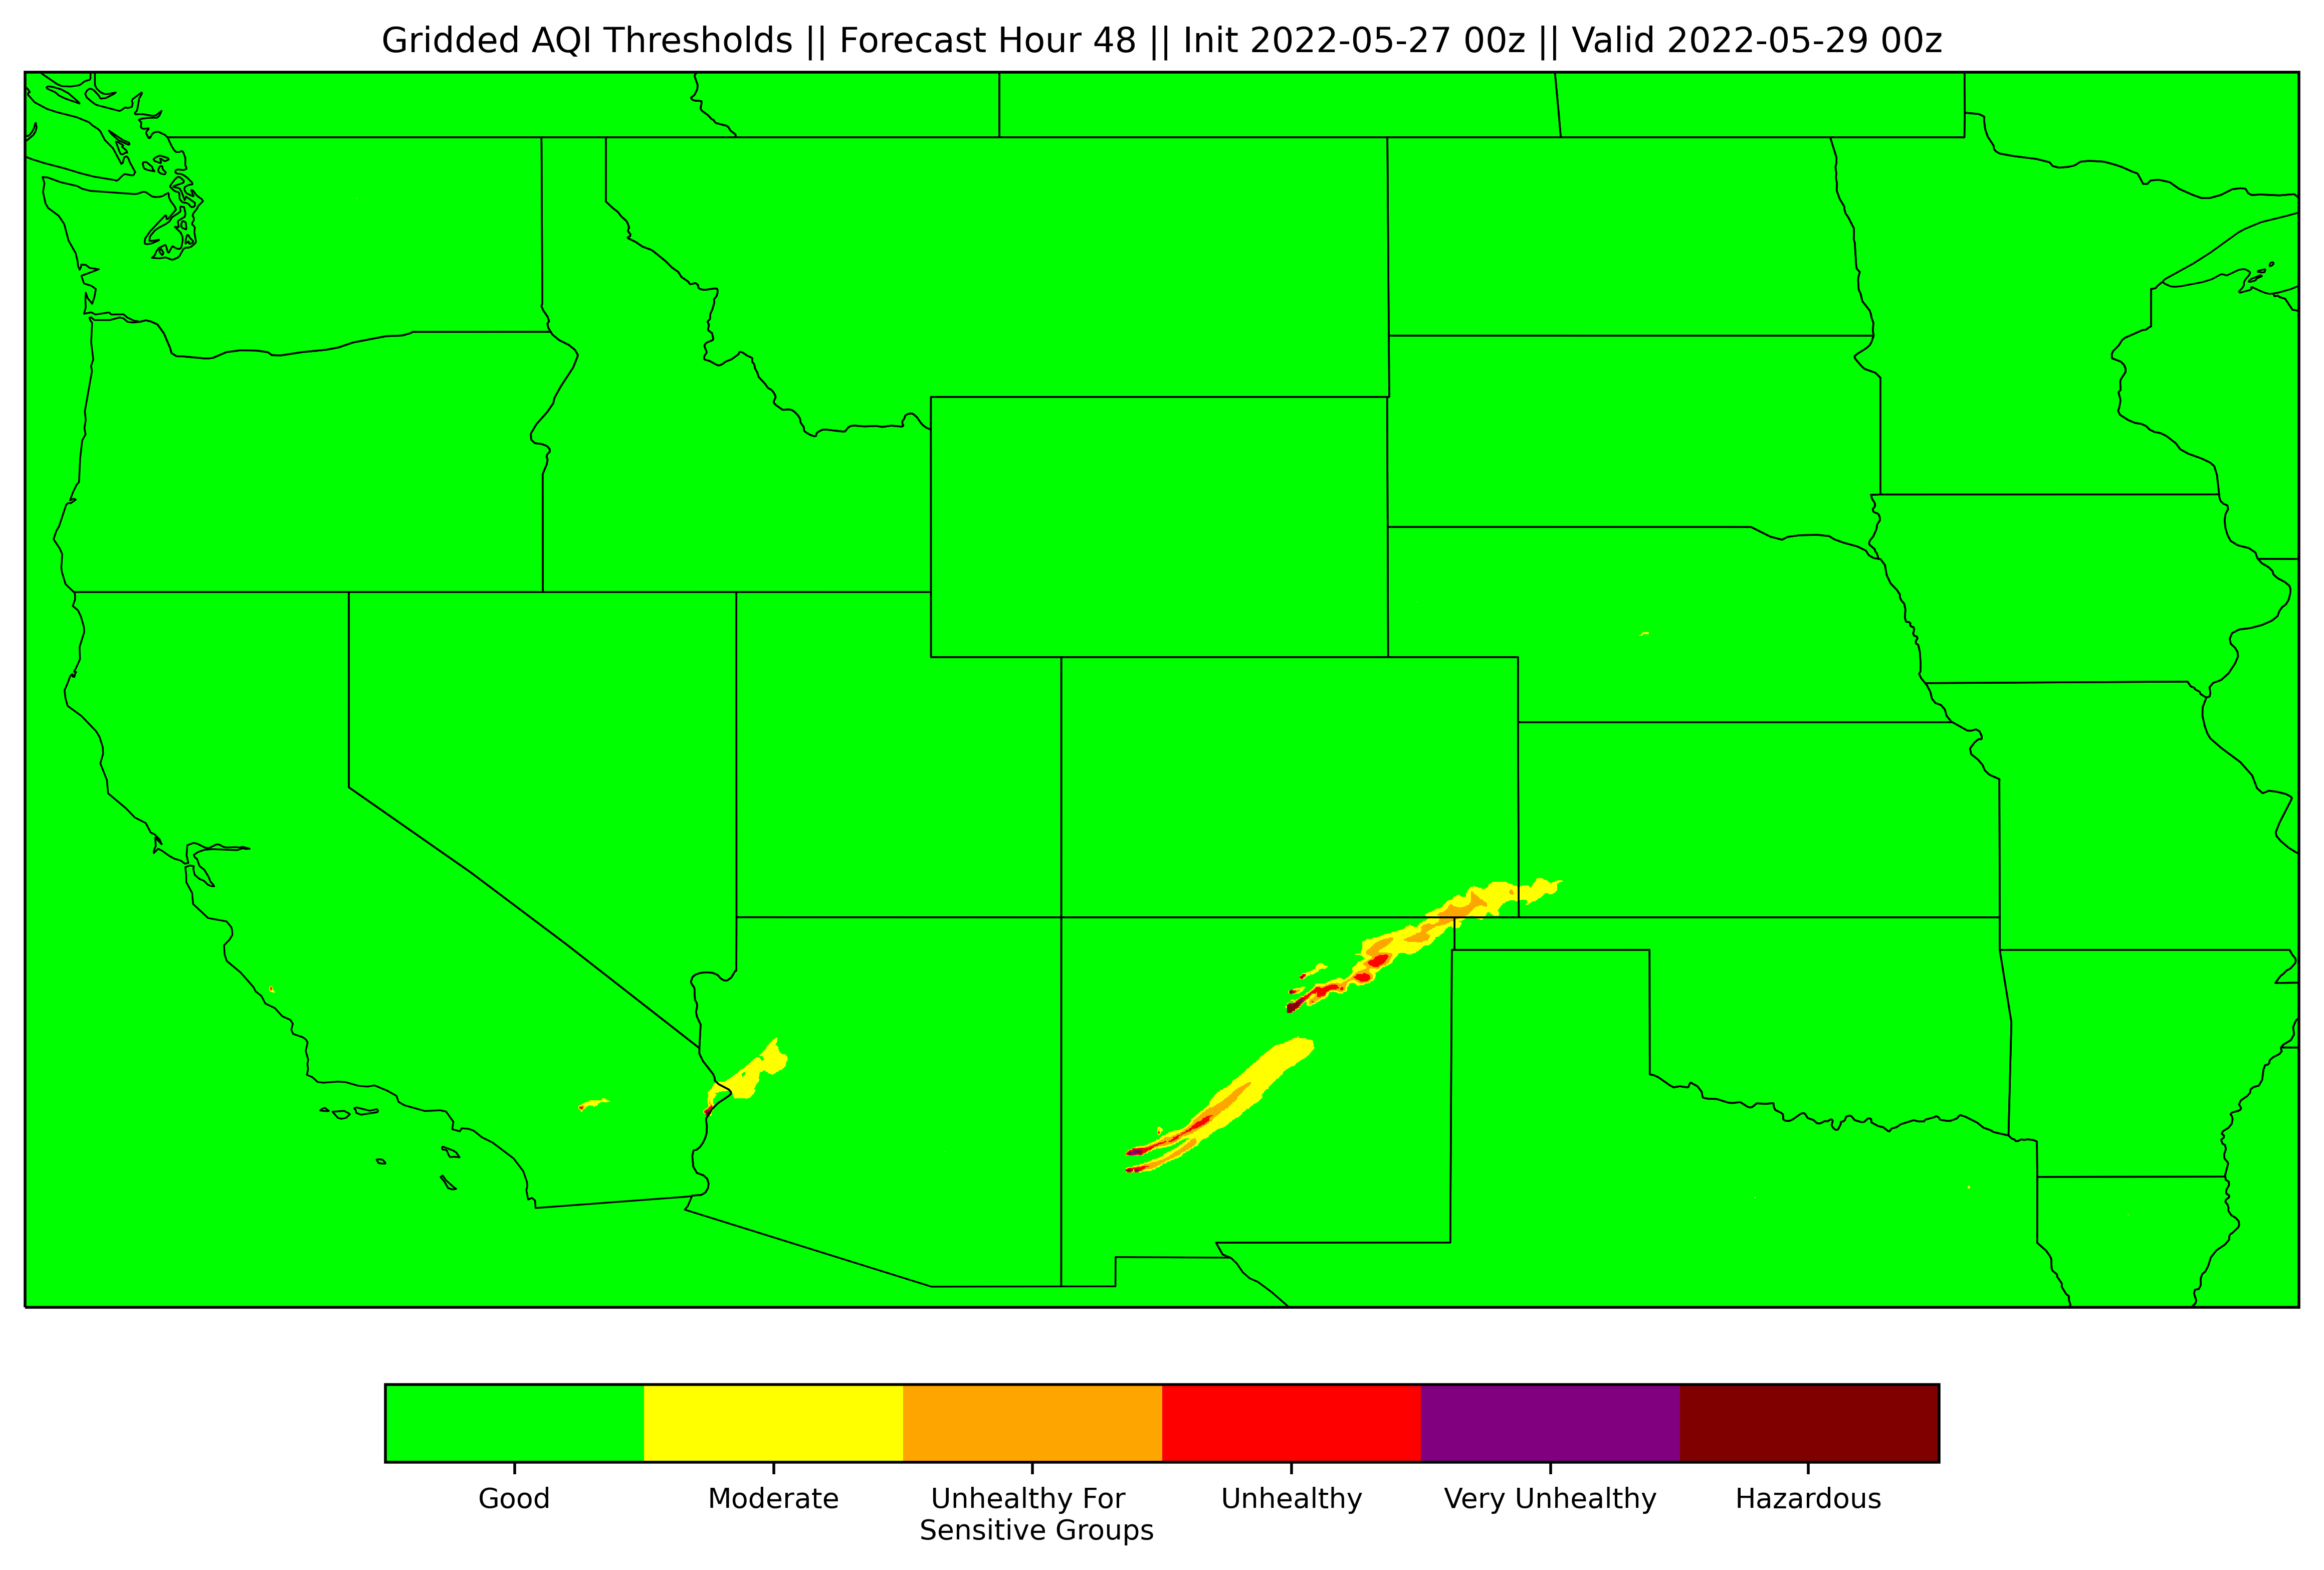 Gridded AQI Thresholds || Forecast Hour 48 || Init 2022-05-27 00z || Valid 2022-05-29 00z
Good
Moderate
Unhealthy For
Sensitive Groups
Unhealthy
Very Unhealthy
Hazardous